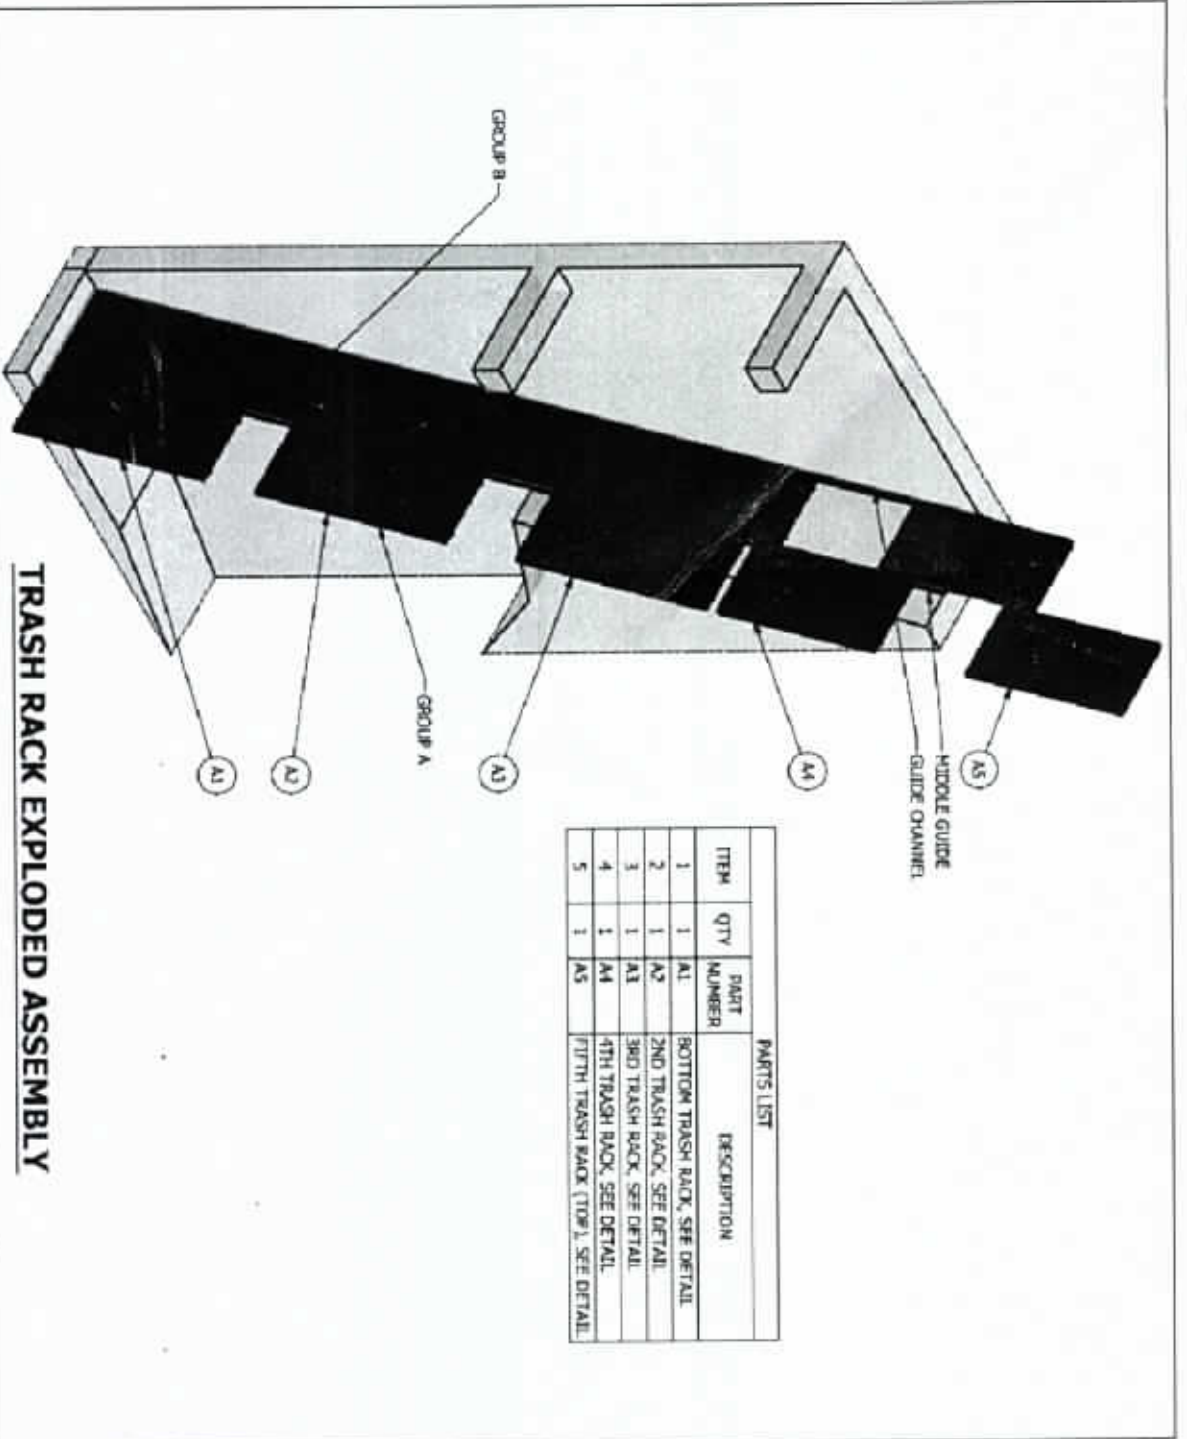 GROUP B
GROUP A
A1
A2
A3
A4
A5
MIDDLE GUIDE
GUIDE CHANNEL
PARTS LIST
ITEM QTY PART NUMBER DESCRIPTION
1 1 A1 BOTTOM TRASH RACK, SEE DETAIL
2 1 A2 2ND TRASH RACK, SEE DETAIL
3 1 A3 3RD TRASH RACK, SEE DETAIL
4 1 A4 4TH TRASH RACK, SEE DETAIL
5 1 A5 FIFTH TRASH RACK (TOP), SEE DETAIL
TRASH RACK EXPLODED ASSEMBLY